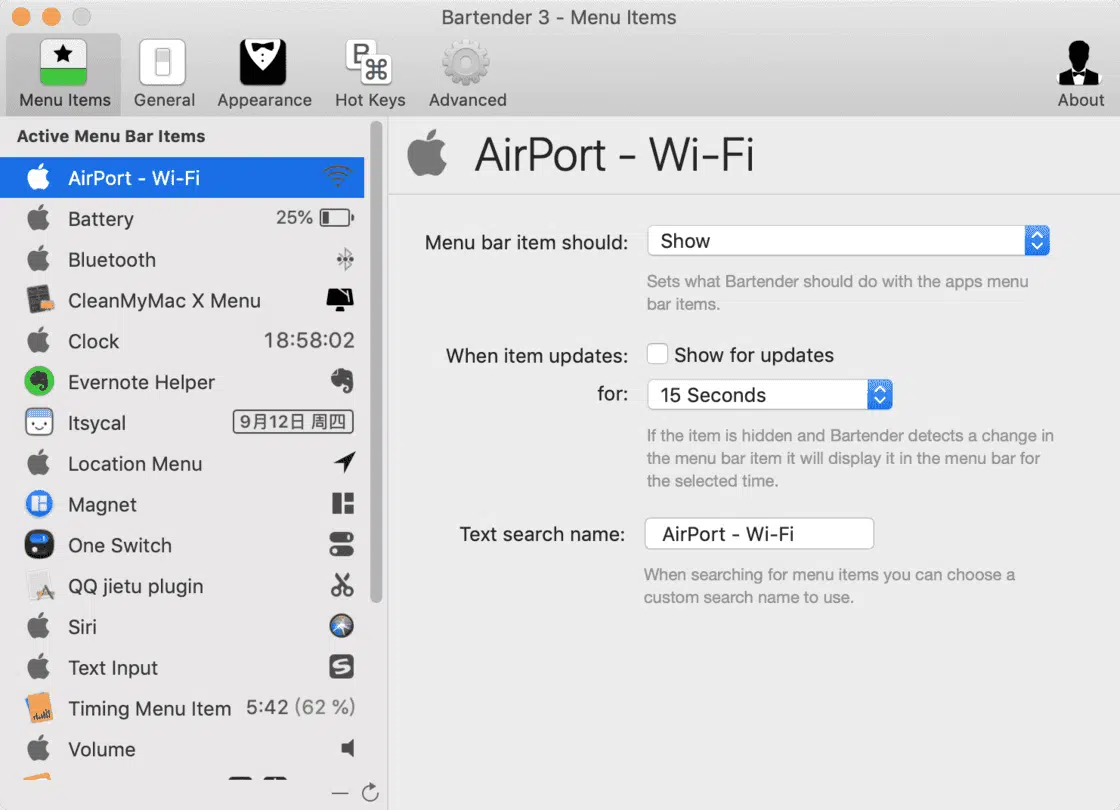 Bartender 3 - Menu Items
Menu Items
General
Appearance
Hot Keys
Advanced
About
Active Menu Bar Items
AirPort - Wi-Fi
Battery 25%
Bluetooth
CleanMyMac X Menu
Clock 18:58:02
Evernote Helper
Itsycal 9月12日 周四
Location Menu
Magnet
One Switch
QQ jietu plugin
Siri
Text Input
Timing Menu Item 5:42 (62 %)
Volume
AirPort - Wi-Fi
Menu bar item should: Show
Sets what Bartender should do with the apps menu
bar items.
When item updates: Show for updates
for: 15 Seconds
If the item is hidden and Bartender detects a change in
the menu bar item it will display it in the menu bar for
the selected time.
Text search name: AirPort - Wi-Fi
When searching for menu items you can choose a
custom search name to use.